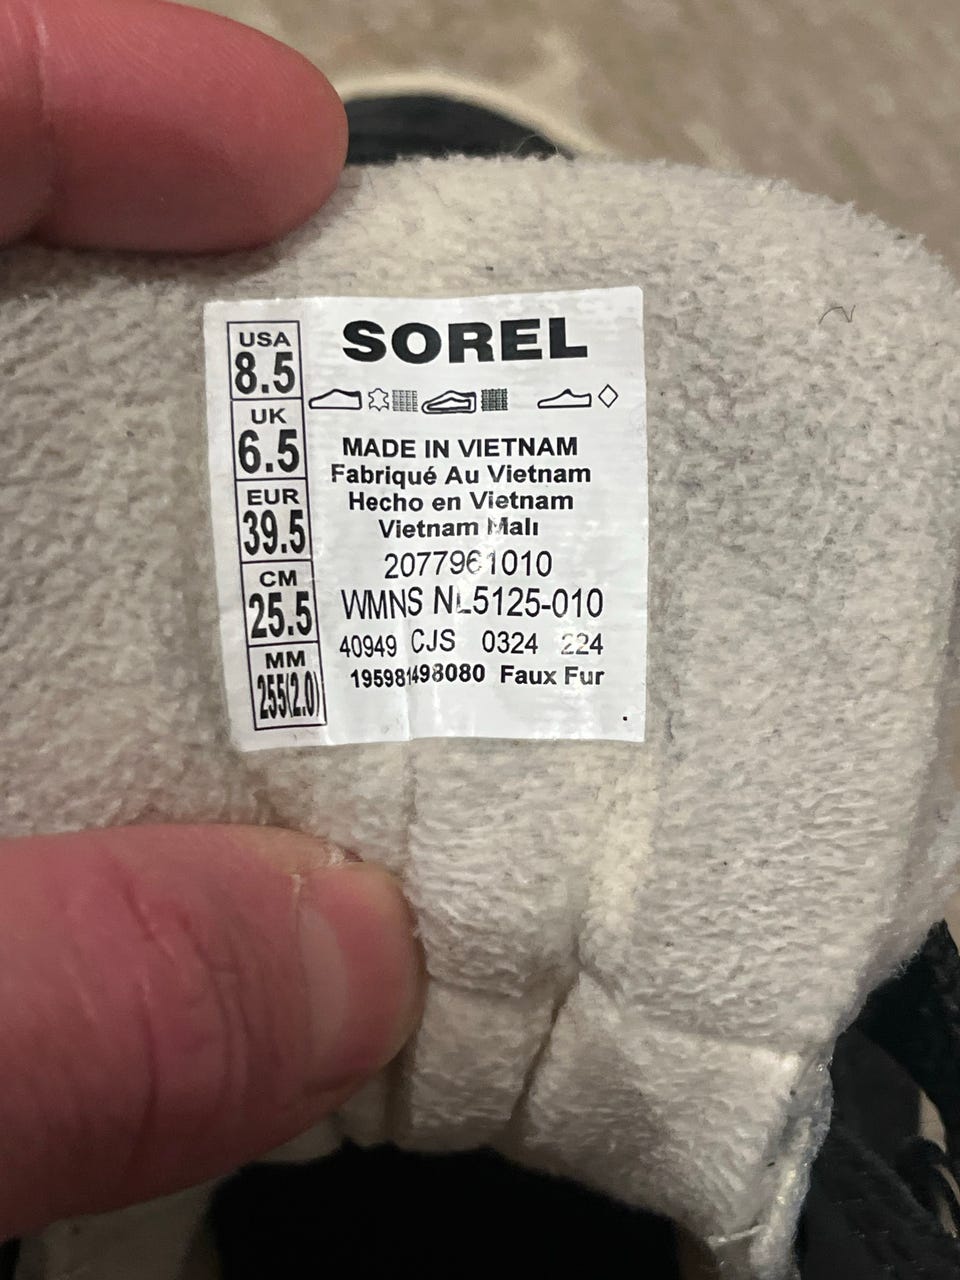 USA
8.5
UK
6.5
EUR
39.5
CM
25.5
MM
255(2.0)
SOREL
MADE IN VIETNAM
Fabriqué Au Vietnam
Hecho en Vietnam
Vietnam Malı
2077961010
WMNS NL5125-010
40949 CJS 0324 224
195981498080 Faux Fur